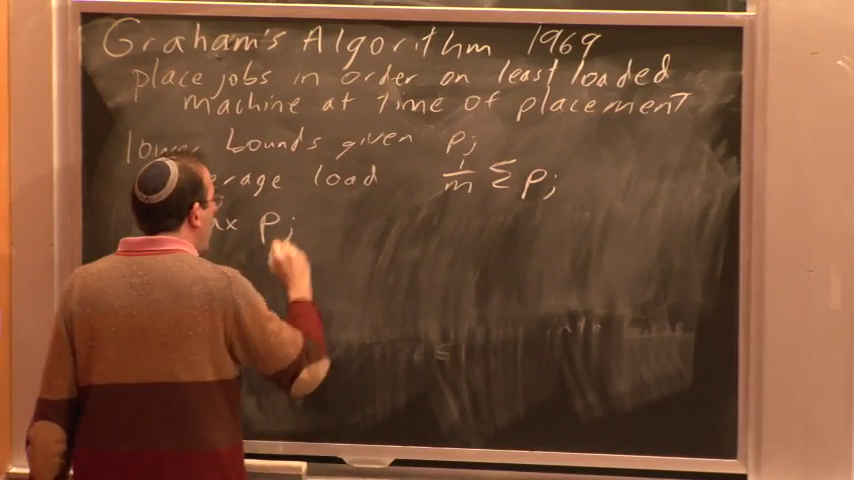 Graham's Algorithm 1969
place jobs in order on least loaded
machine at time of placement
lower bounds given pj
erage load 1/m Σ pj
ax pj